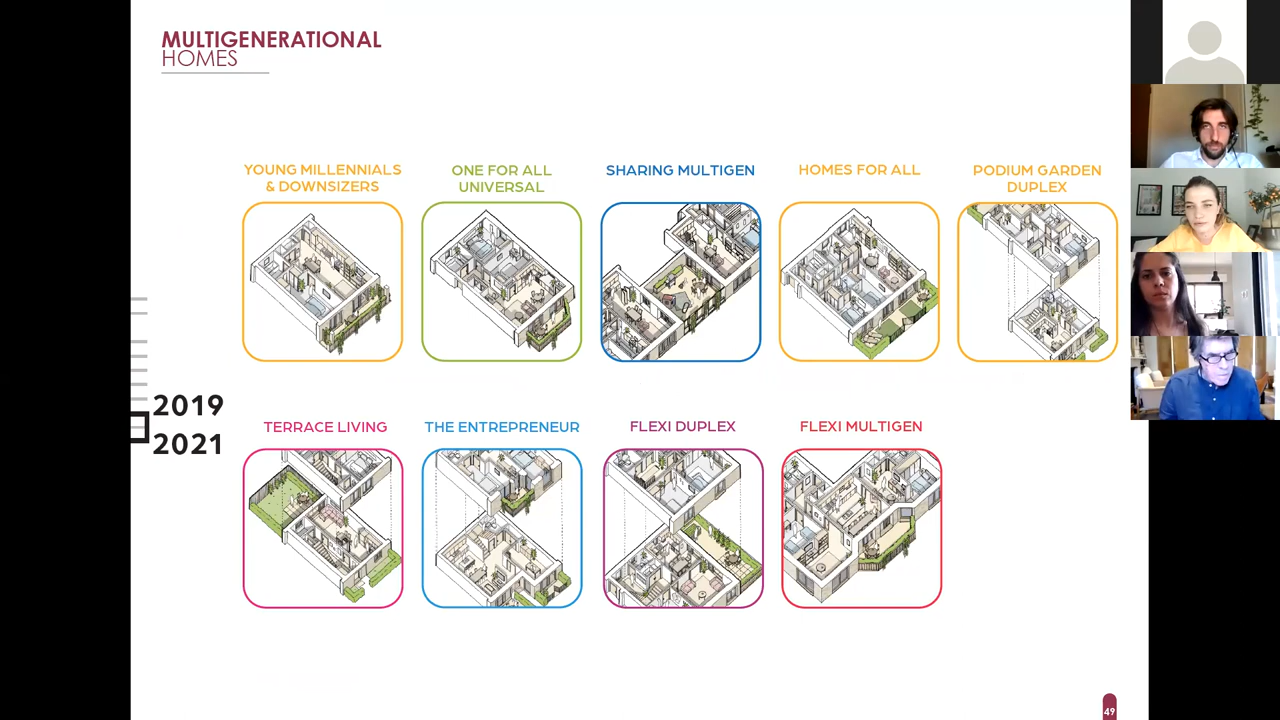 MULTIGENERATIONAL
HOMES
YOUNG MILLENNIALS
& DOWNSIZERS
ONE FOR ALL
UNIVERSAL
SHARING MULTIGEN
HOMES FOR ALL
PODIUM GARDEN
DUPLEX
2019
2021
TERRACE LIVING
THE ENTREPRENEUR
FLEXI DUPLEX
FLEXI MULTIGEN
49